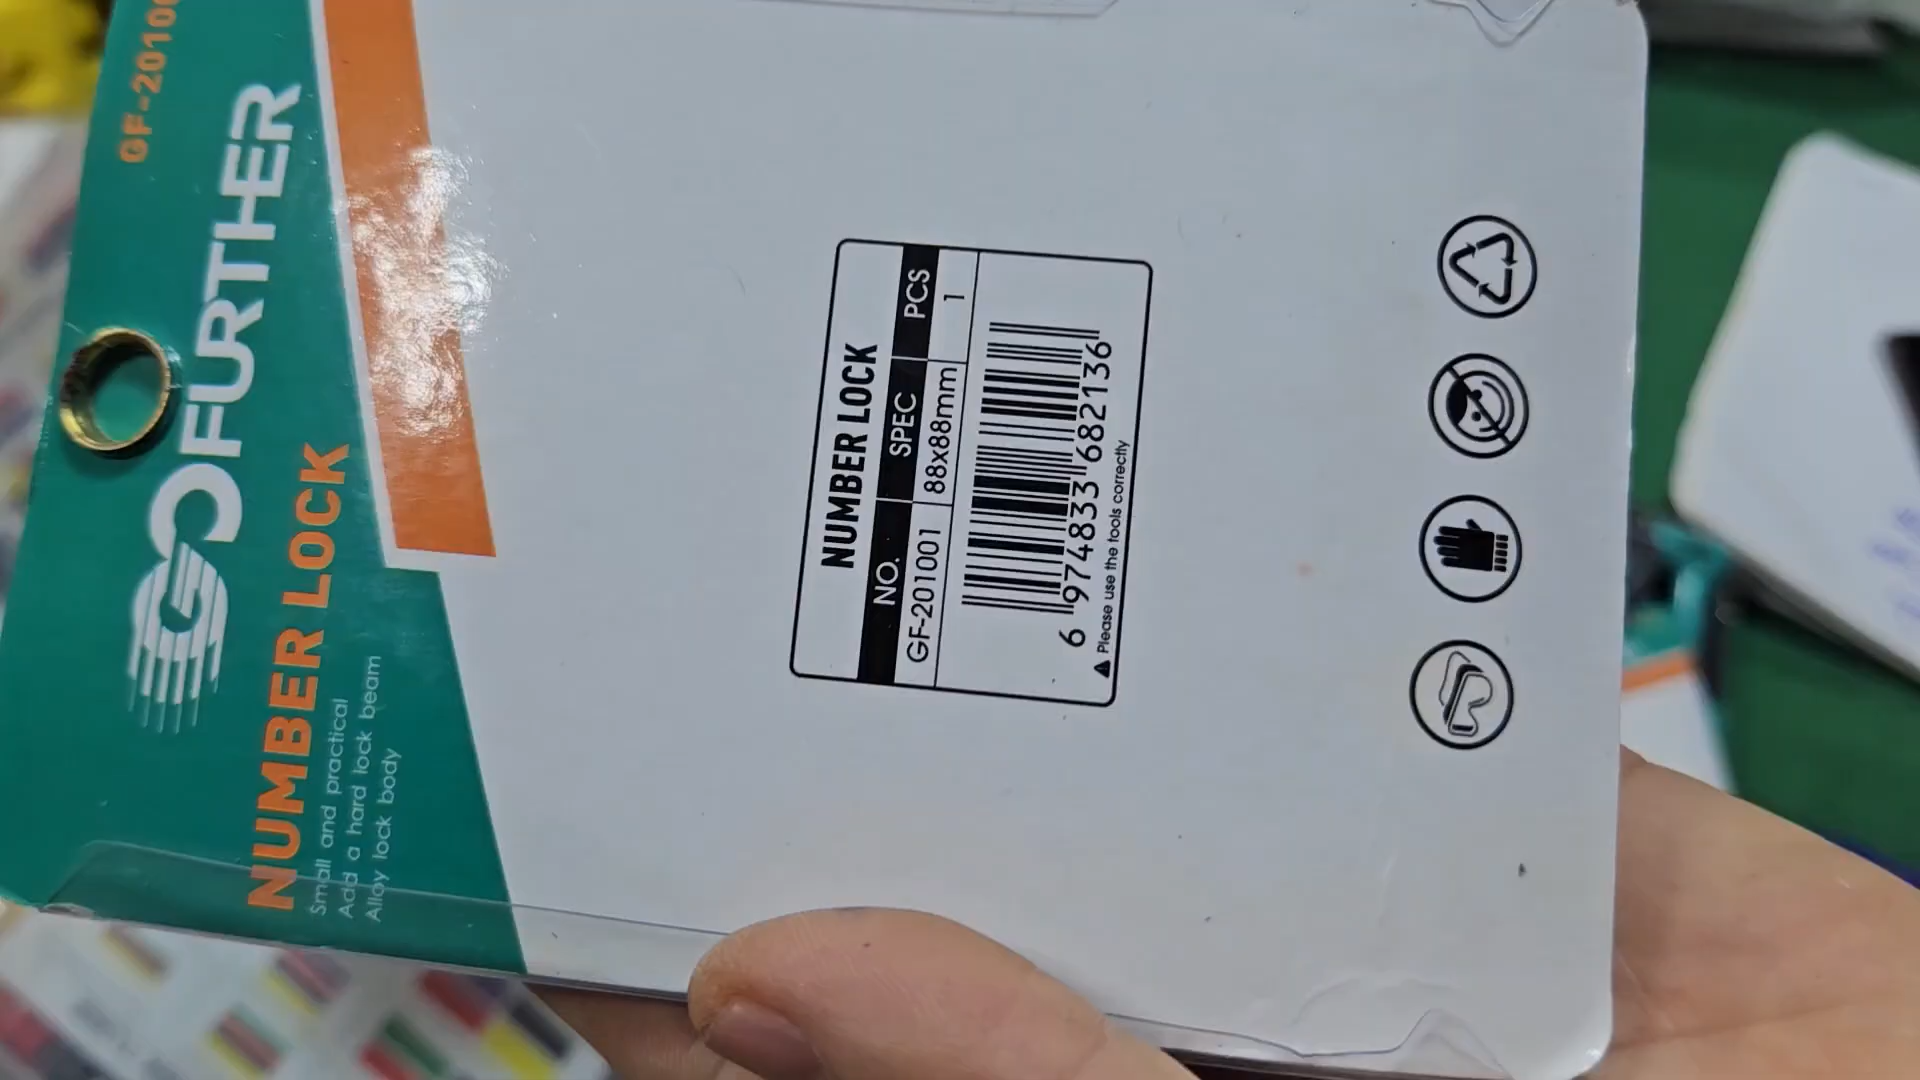 GF-20100
GOFURTHER
NUMBER LOCK
Small and practical
Add a hard lock beam
Alloy lock body
NUMBER LOCK
NO. SPEC PCS
GF-201001 88x88mm 1
6 974833 682136
Please use the tools correctly